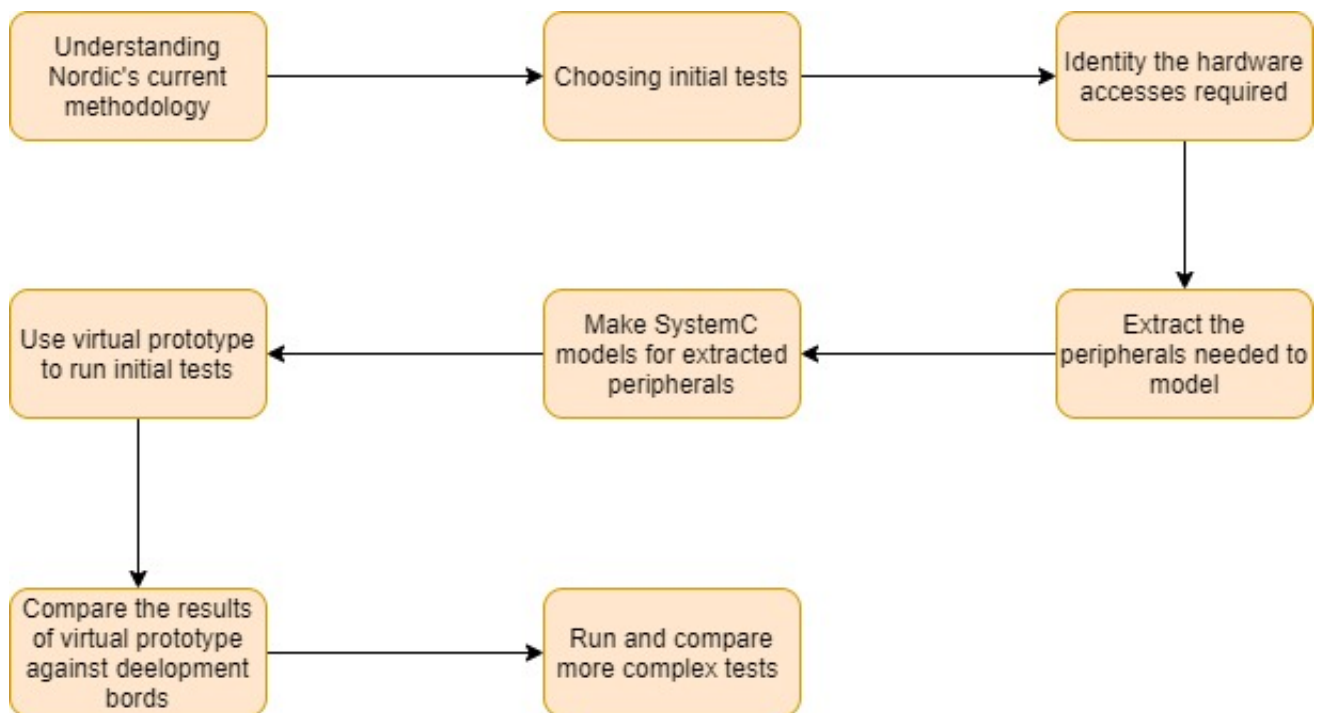 Understanding
Nordic's current
methodology
Choosing initial tests
Identity the hardware
accesses required
Extract the
peripherals needed to
model
Make SystemC
models for extracted
peripherals
Use virtual prototype
to run initial tests
Compare the results
of virtual prototype
against deelopment
bords
Run and compare
more complex tests